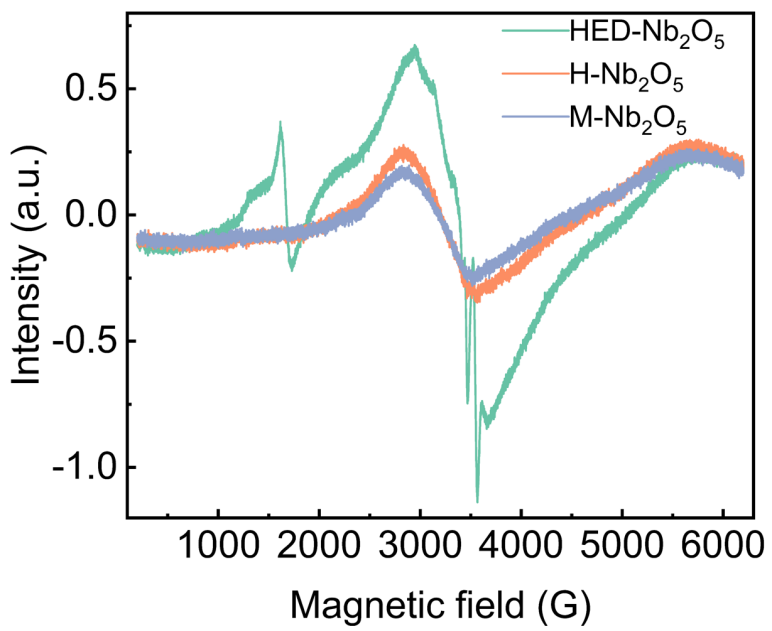 HED-Nb₂O₅
H-Nb₂O₅
M-Nb₂O₅
0.5
0.0
-0.5
-1.0
Intensity (a.u.)
1000 2000 3000 4000 5000 6000
Magnetic field (G)